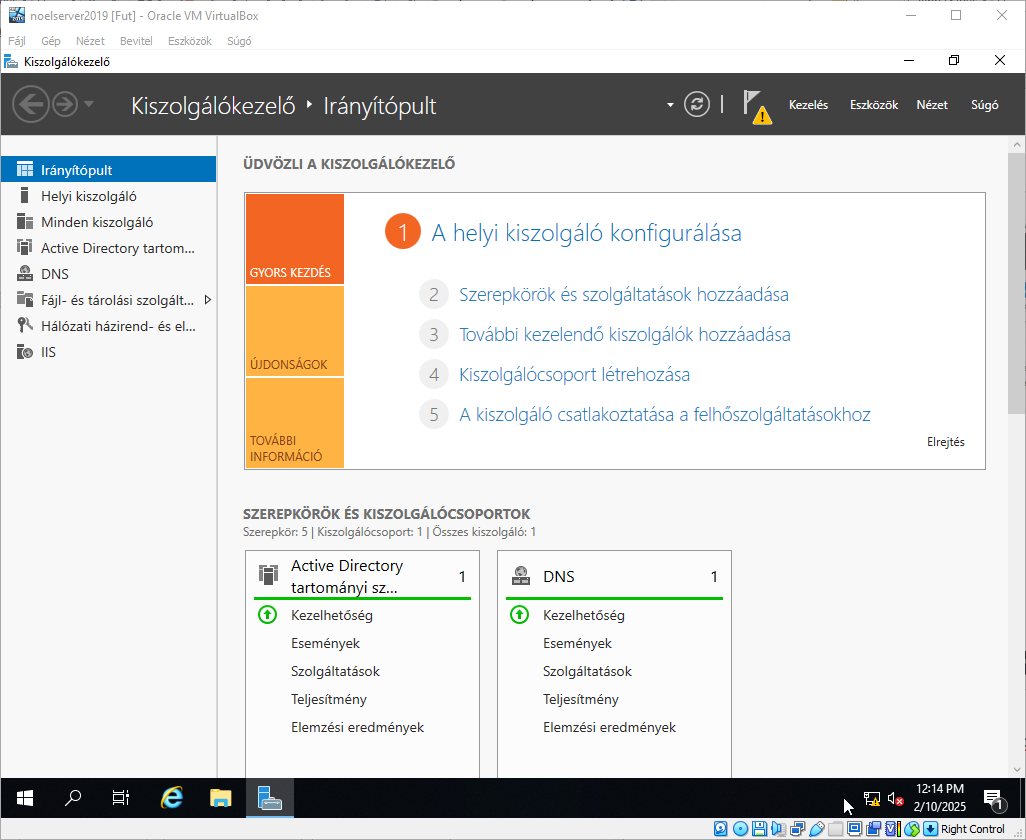 noelserver2019 [Fut] - Oracle VM VirtualBox
Fájl Gép Nézet Bevitel Eszközök Súgó
Kiszolgálókezelő
Kiszolgálókezelő Irányítópult
Kezelés Eszközök Nézet Súgó
Irányítópult
Helyi kiszolgáló
Minden kiszolgáló
Active Directory tartom...
DNS
Fájl- és tárolási szolgált...
Hálózati házirend- és el...
IIS
ÜDVÖZLI A KISZOLGÁLÓKEZELŐ
GYORS KEZDÉS
ÚJDONSÁGOK
TOVÁBBI
INFORMÁCIÓ
1 A helyi kiszolgáló konfigurálása
2 Szerepkörök és szolgáltatások hozzáadása
3 További kezelendő kiszolgálók hozzáadása
4 Kiszolgálócsoport létrehozása
5 A kiszolgáló csatlakoztatása a felhőszolgáltatásokhoz
Elrejtés
SZEREPKÖRÖK ÉS KISZOLGÁLÓCSOPORTOK
Szerepkör: 5 | Kiszolgálócsoport: 1 | Összes kiszolgáló: 1
Active Directory
tartományi sz... 1
Kezelhetőség
Események
Szolgáltatások
Teljesítmény
Elemzési eredmények
DNS 1
Kezelhetőség
Események
Szolgáltatások
Teljesítmény
Elemzési eredmények
12:14 PM
2/10/2025
1
Right Control